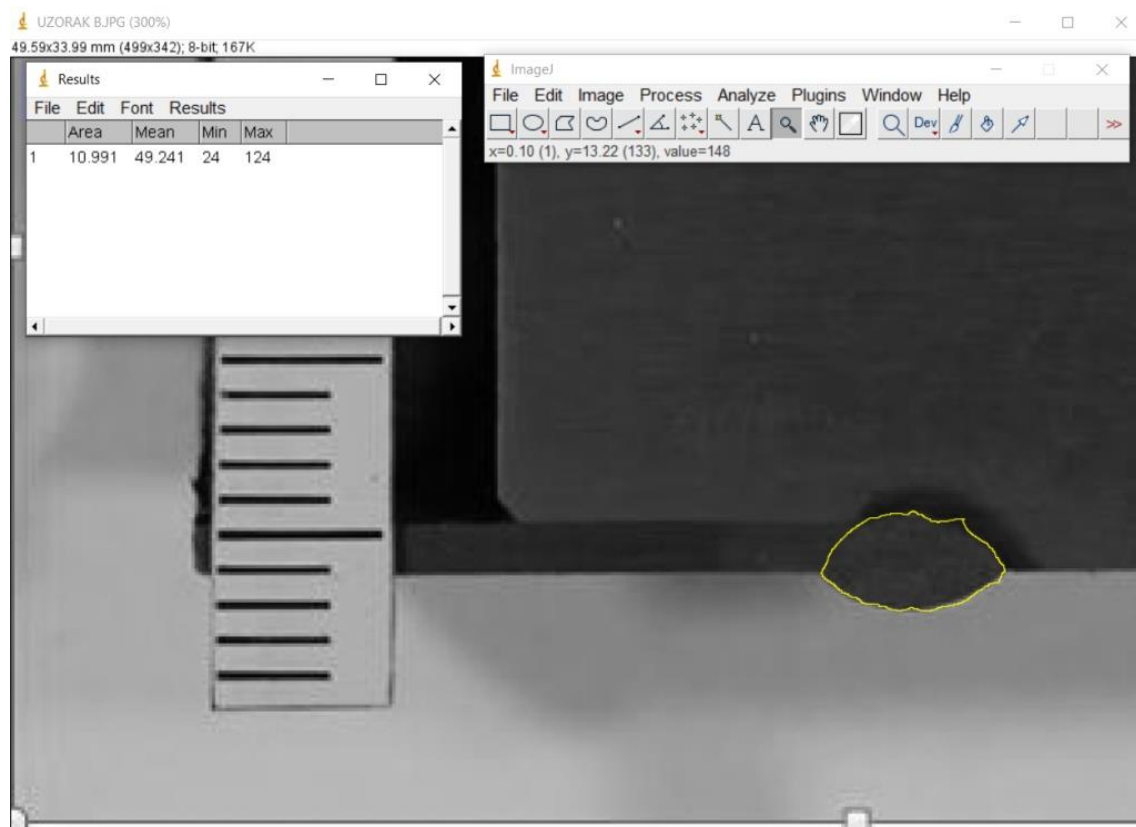 UZORAK B.JPG (300%)
49.59x33.99 mm (499x342); 8-bit; 167K
Results
File Edit Font Results
Area Mean Min Max
1 10.991 49.241 24 124
ImageJ
File Edit Image Process Analyze Plugins Window Help
A Dev >>
x=0.10 (1), y=13.22 (133), value=148